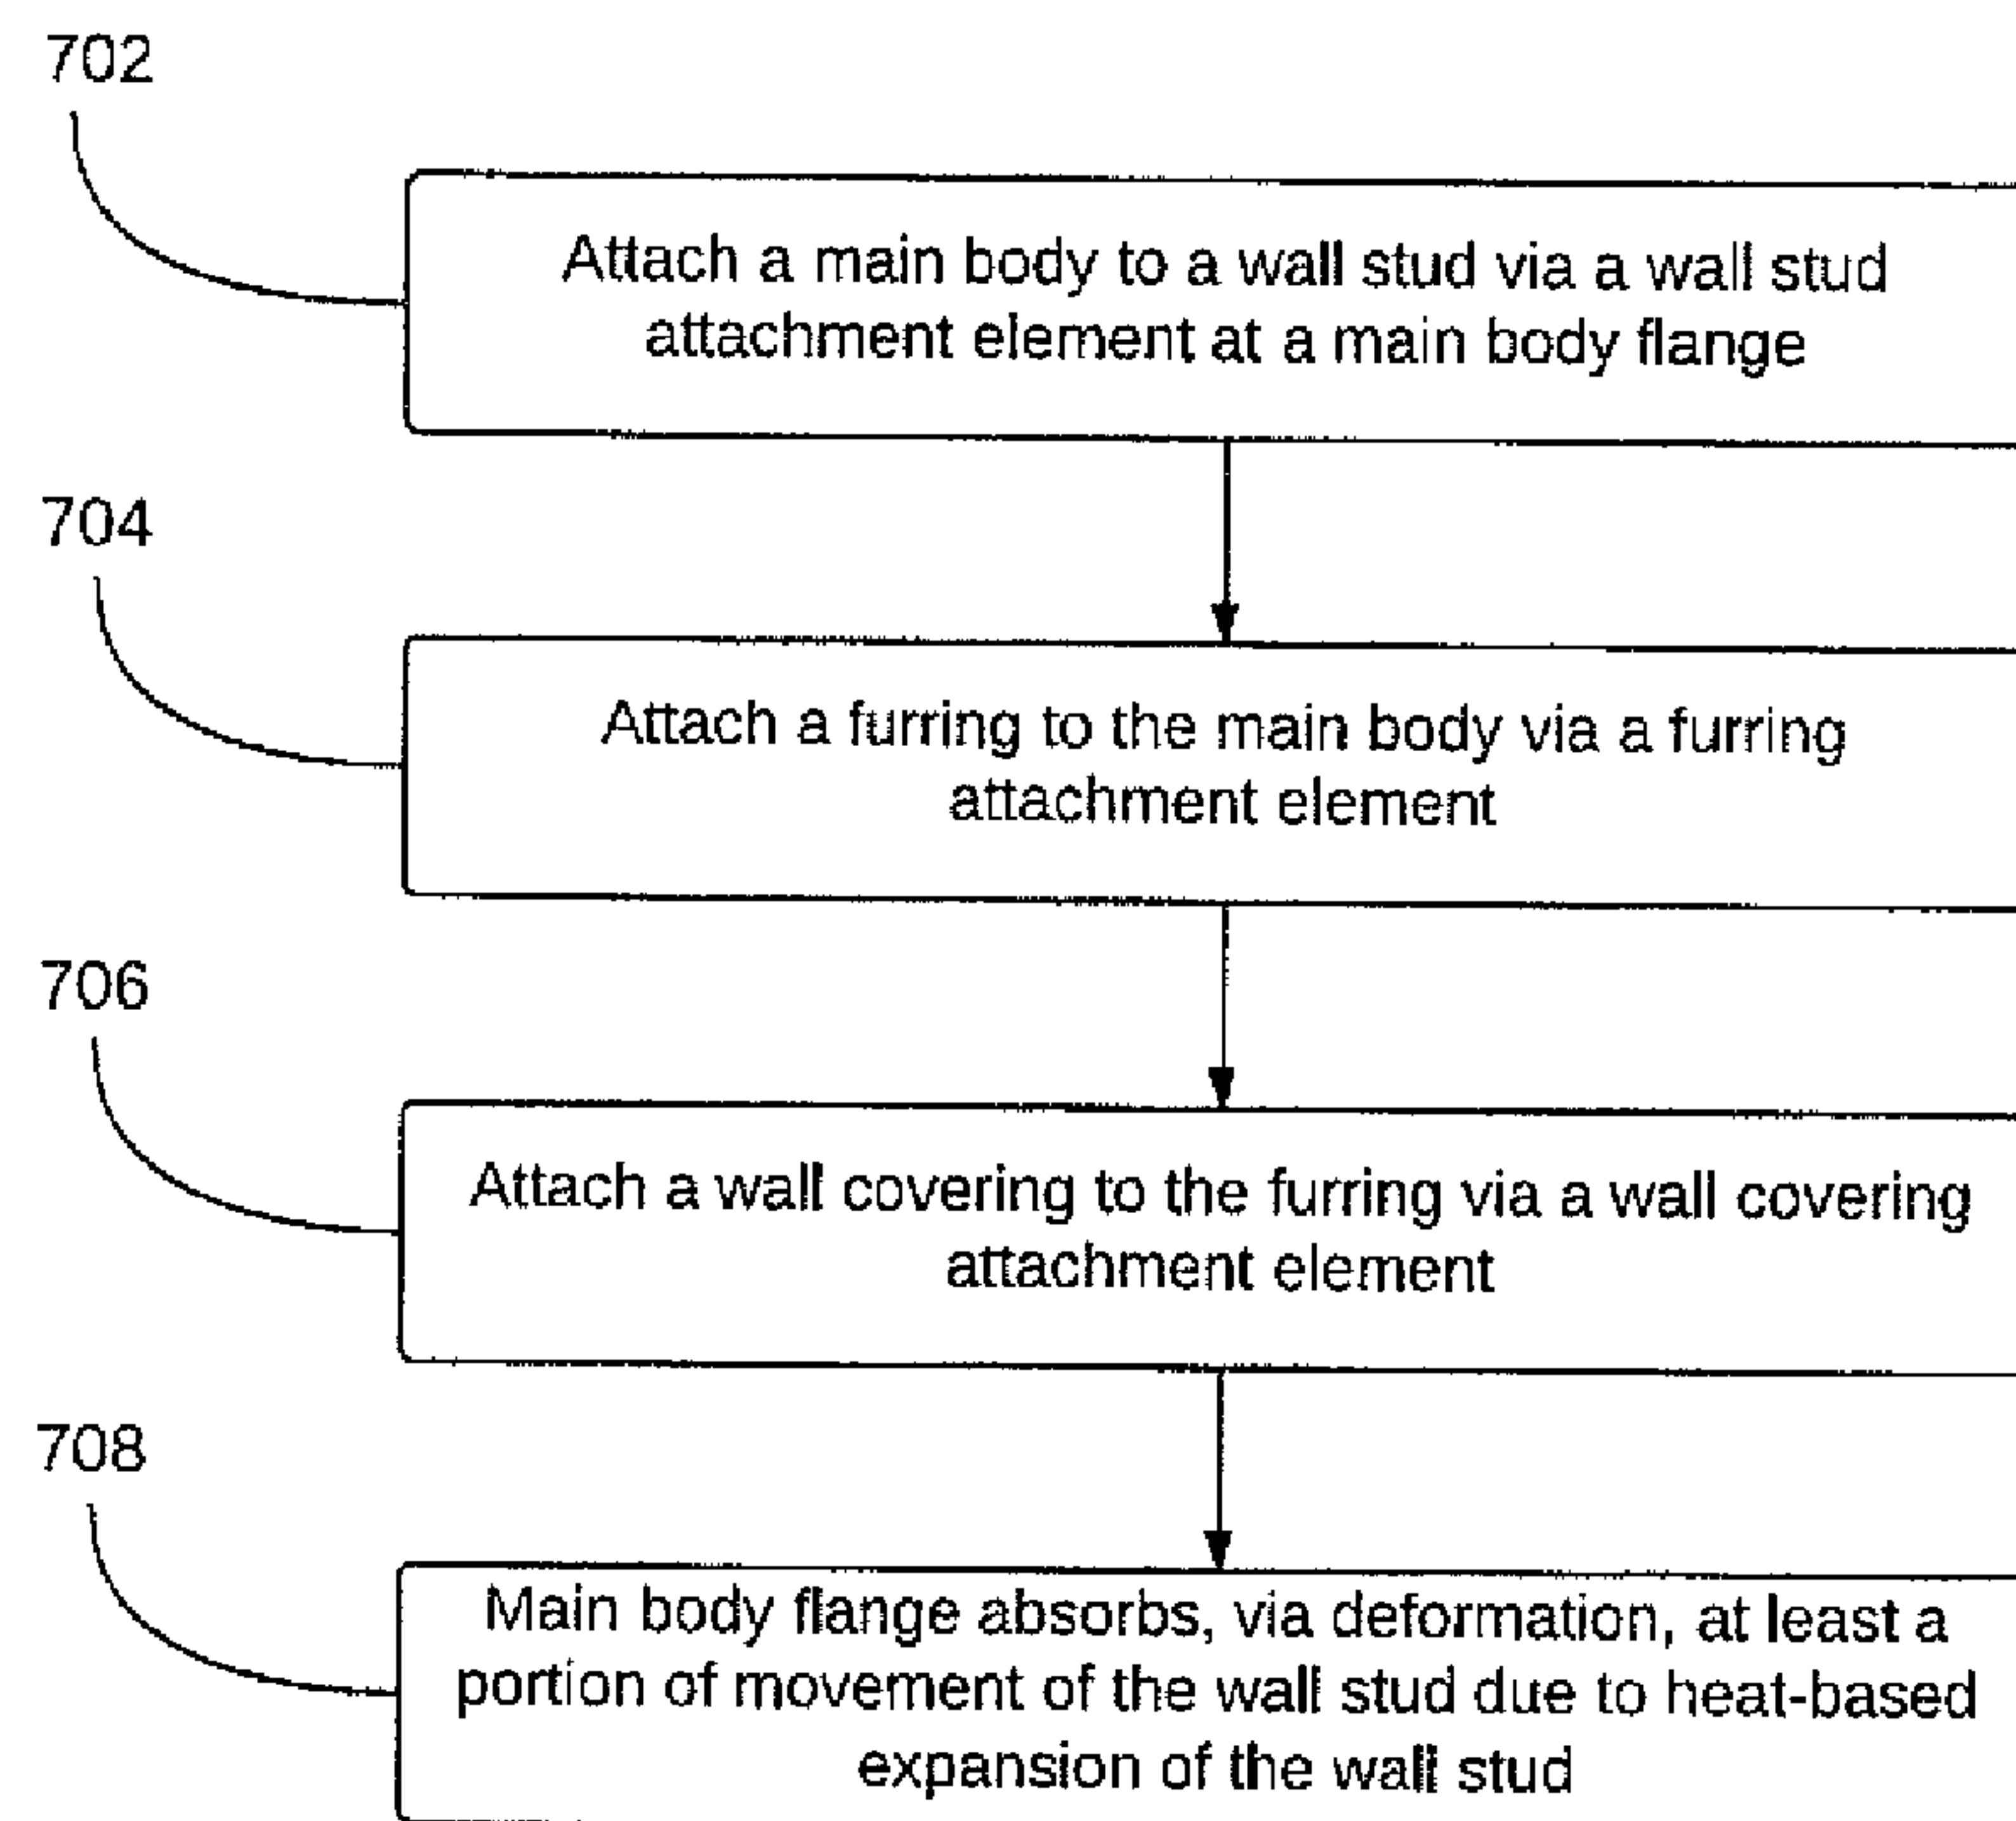 702
Attach a main body to a wall stud via a wall stud
attachment element at a main body flange
704
Attach a furring to the main body via a furring
attachment element
706
Attach a wall covering to the furring via a wall covering
attachment element
708
Main body flange absorbs, via deformation, at least a
portion of movement of the wall stud due to heat-based
expansion of the wall stud